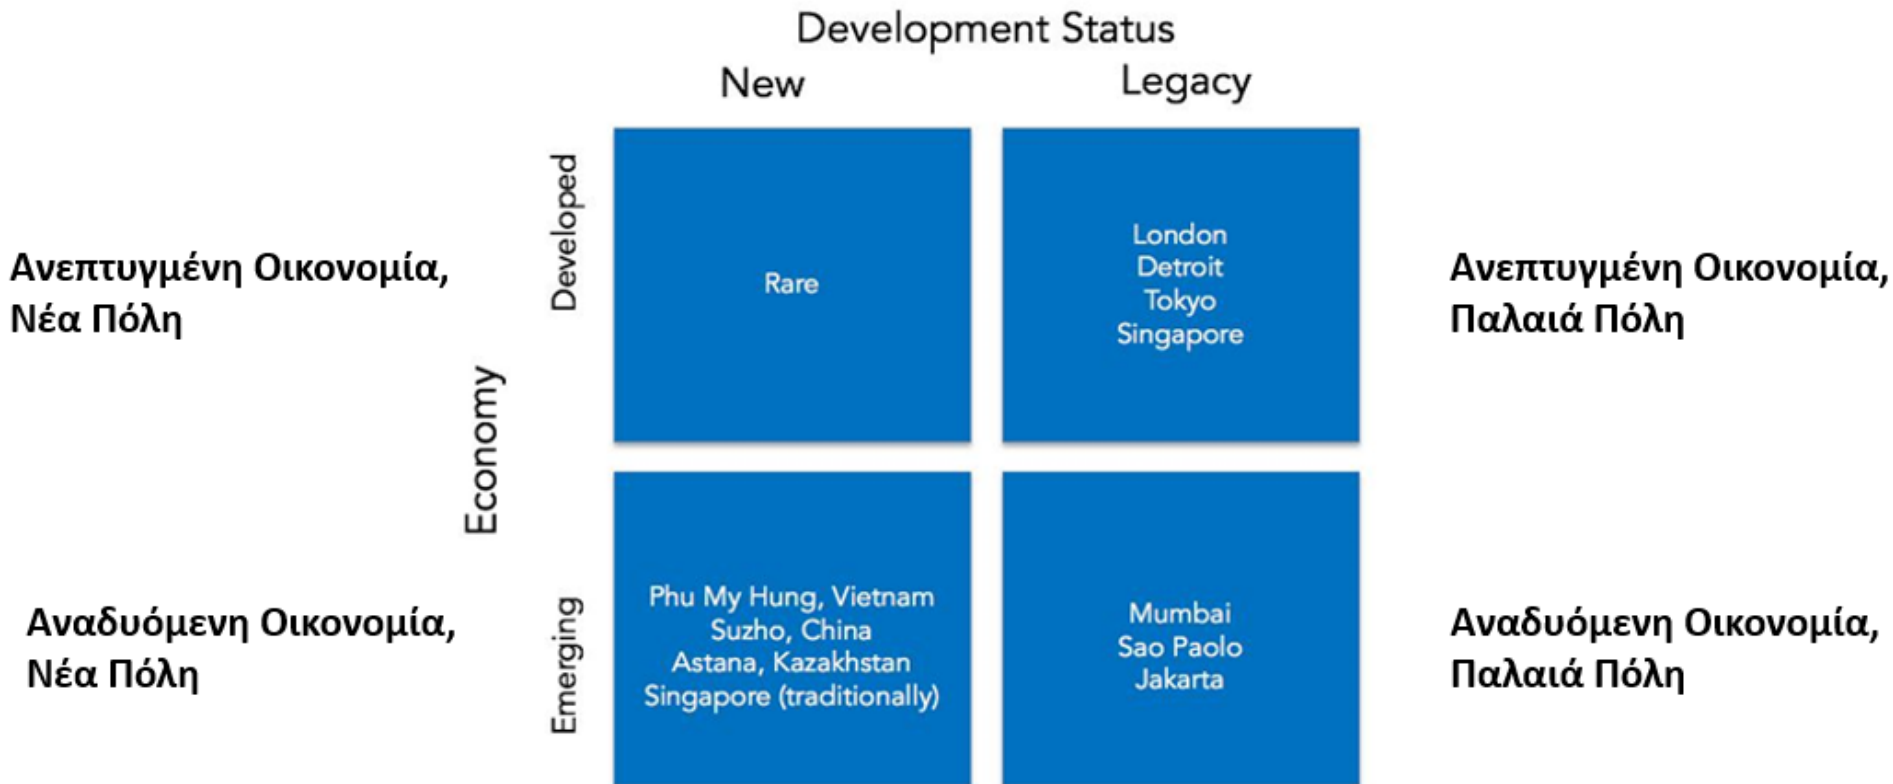 Development Status
New
Legacy
Economy
Developed
Emerging
Ανεπτυγμένη Οικονομία,
Νέα Πόλη
Rare
London
Detroit
Tokyo
Singapore
Ανεπτυγμένη Οικονομία,
Παλαιά Πόλη
Αναδυόμενη Οικονομία,
Νέα Πόλη
Phu My Hung, Vietnam
Suzho, China
Astana, Kazakhstan
Singapore (traditionally)
Mumbai
Sao Paolo
Jakarta
Αναδυόμενη Οικονομία,
Παλαιά Πόλη